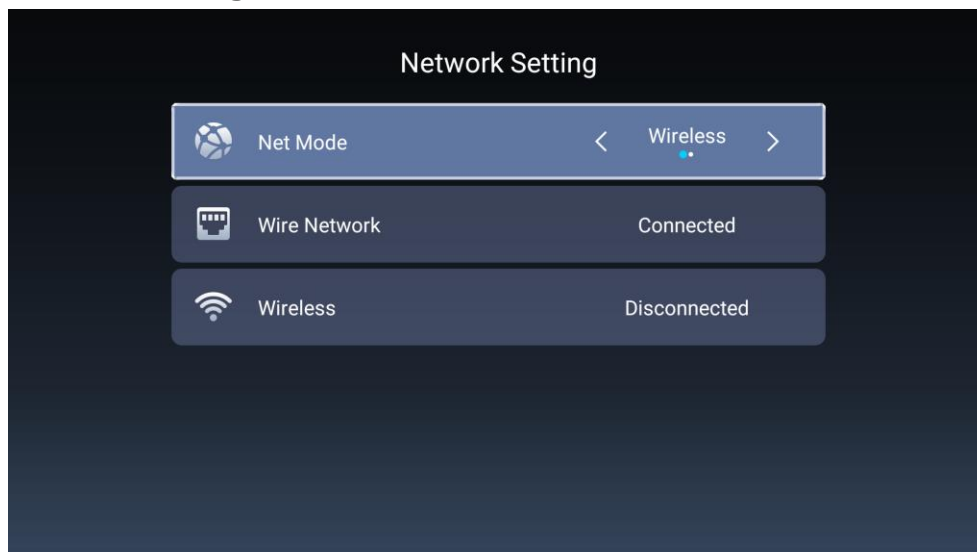 Network Setting
Net Mode < Wireless >
Wire Network Connected
Wireless Disconnected